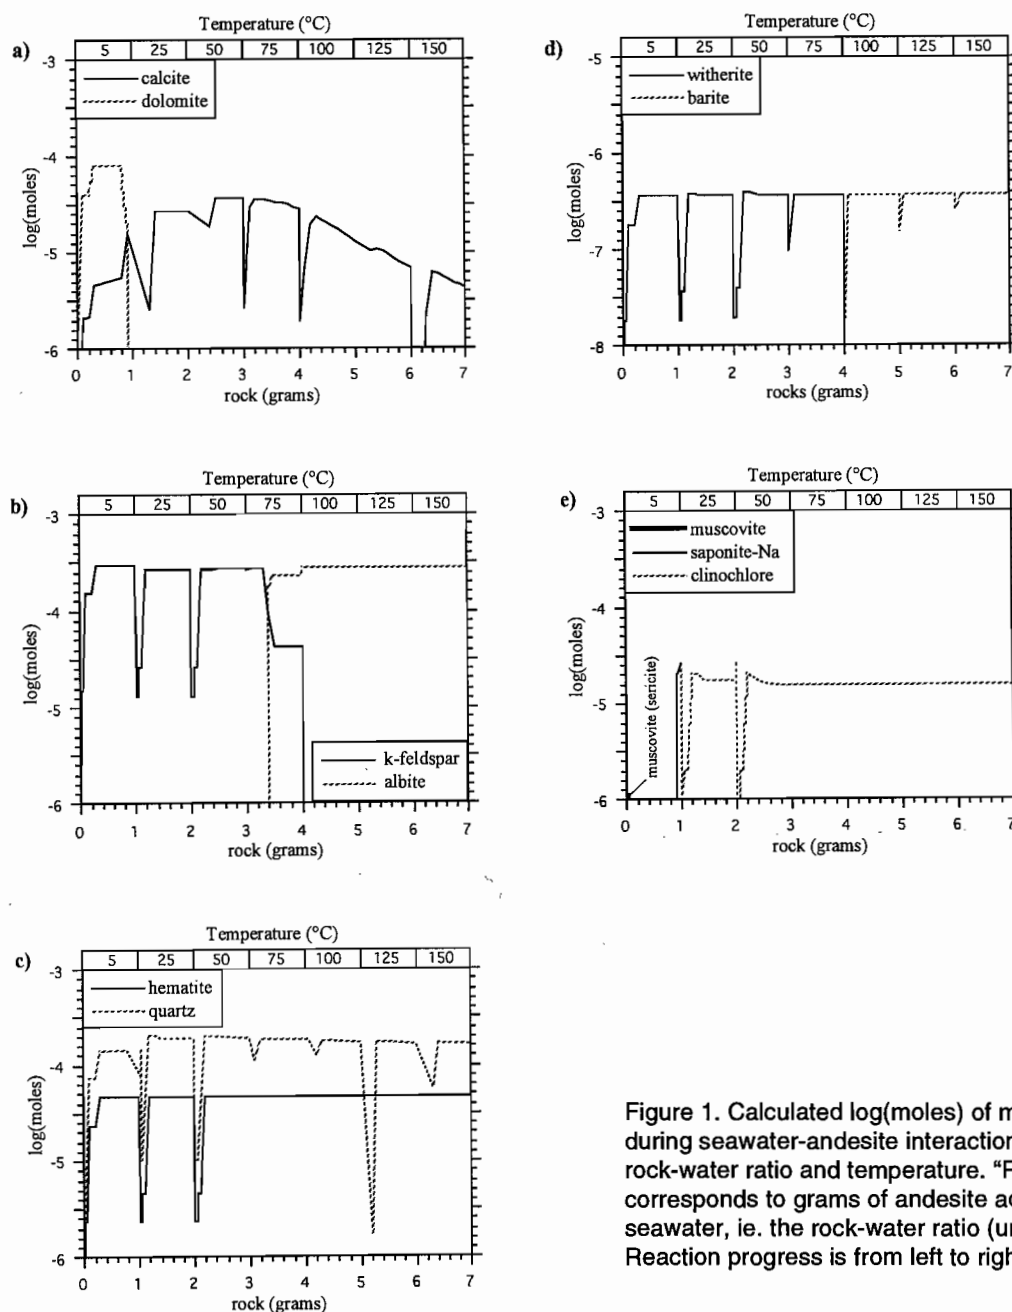 a)
Temperature (°C)
5 25 50 75 100 125 150
calcite
dolomite
-3
-4
-5
-6
log(moles)
0 1 2 3 4 5 6 7
rock (grams)
b)
Temperature (°C)
5 25 50 75 100 125 150
-3
-4
-5
-6
log(moles)
k-feldspar
albite
0 1 2 3 4 5 6 7
rock (grams)
c)
Temperature (°C)
5 25 50 75 100 125 150
hematite
quartz
-3
-4
-5
-6
log(moles)
0 1 2 3 4 5 6 7
rock (grams)
d)
Temperature (°C)
5 25 50 75 100 125 150
witherite
barite
-5
-6
-7
-8
log(moles)
0 1 2 3 4 5 6 7
rocks (grams)
e)
Temperature (°C)
5 25 50 75 100 125 150
muscovite
saponite-Na
clinochlore
-3
-4
-5
-6
log(moles)
muscovite (sericite)
0 1 2 3 4 5 6 7
rock (grams)
Figure 1. Calculated log(moles) of
during seawater-andesite interaction
rock-water ratio and temperature.
corresponds to grams of andesite
seawater, ie. the rock-water ratio
Reaction progress is from left to